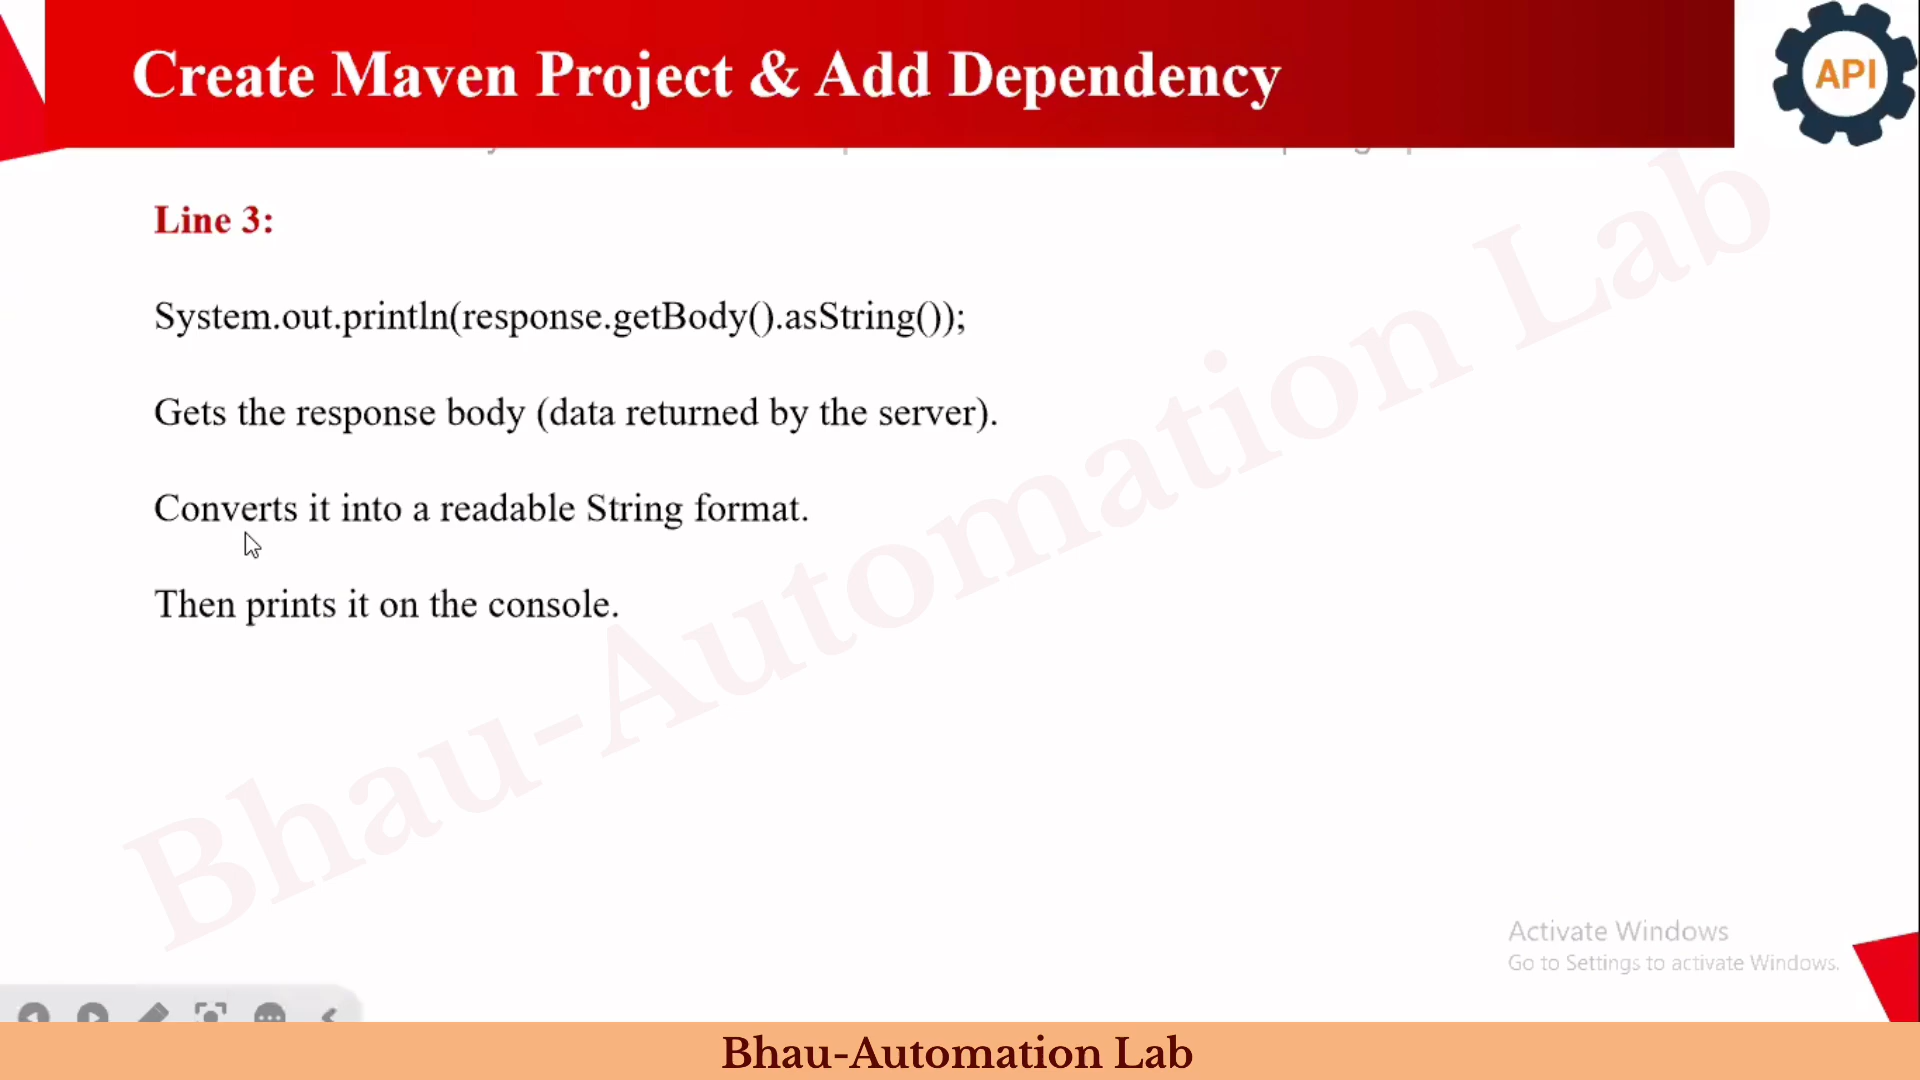 Create Maven Project & Add Dependency
API
Line 3:
System.out.println(response.getBody().asString());
Gets the response body (data returned by the server).
Converts it into a readable String format.
Then prints it on the console.
Bhau-Automation Lab
Activate Windows
Go to Settings to activate Windows.
Bhau-Automation Lab